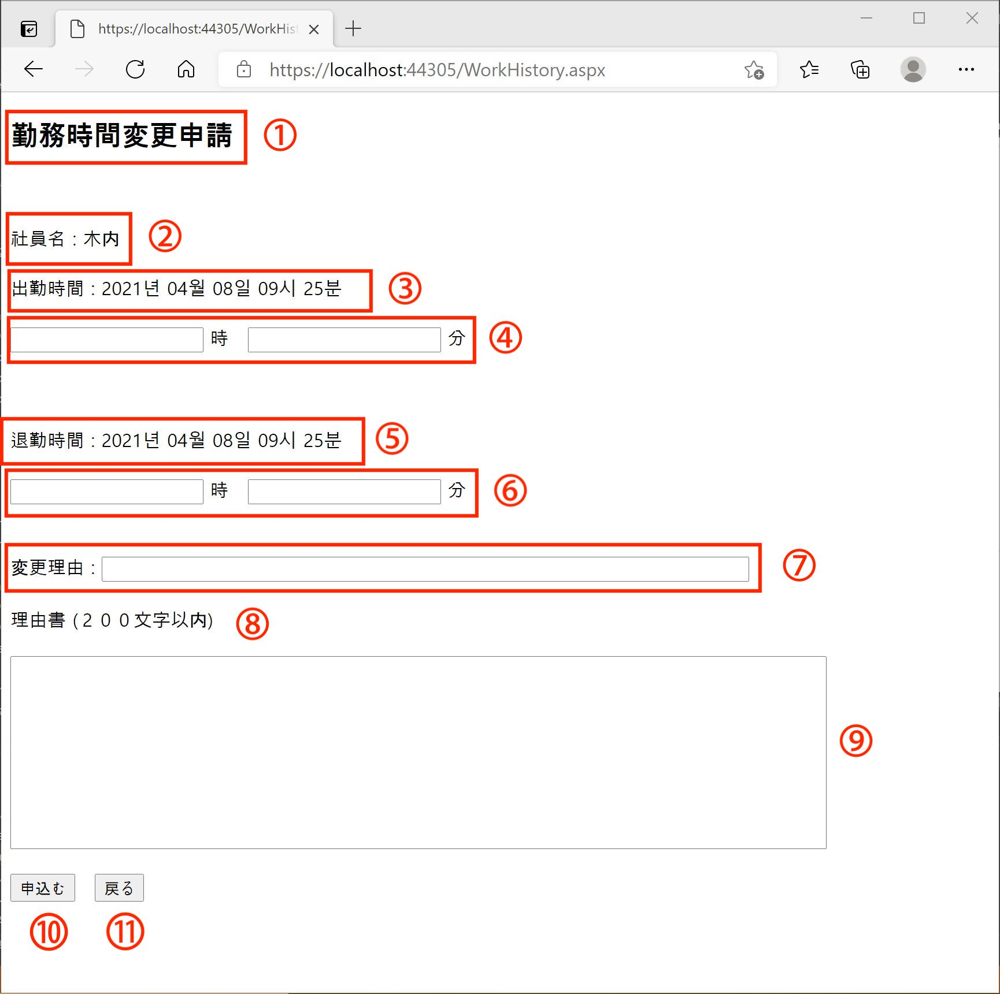 https://localhost:44305/WorkHist
https://localhost:44305/WorkHistory.aspx
勤務時間変更申請 ①
社員名：木内 ②
出勤時間：2021년 04월 08일 09시 25분 ③
時 分 ④
退勤時間：2021년 04월 08일 09시 25분 ⑤
時 分 ⑥
変更理由： ⑦
理由書 (２００文字以内) ⑧
⑨
申込む 戻る
⑩ ⑪